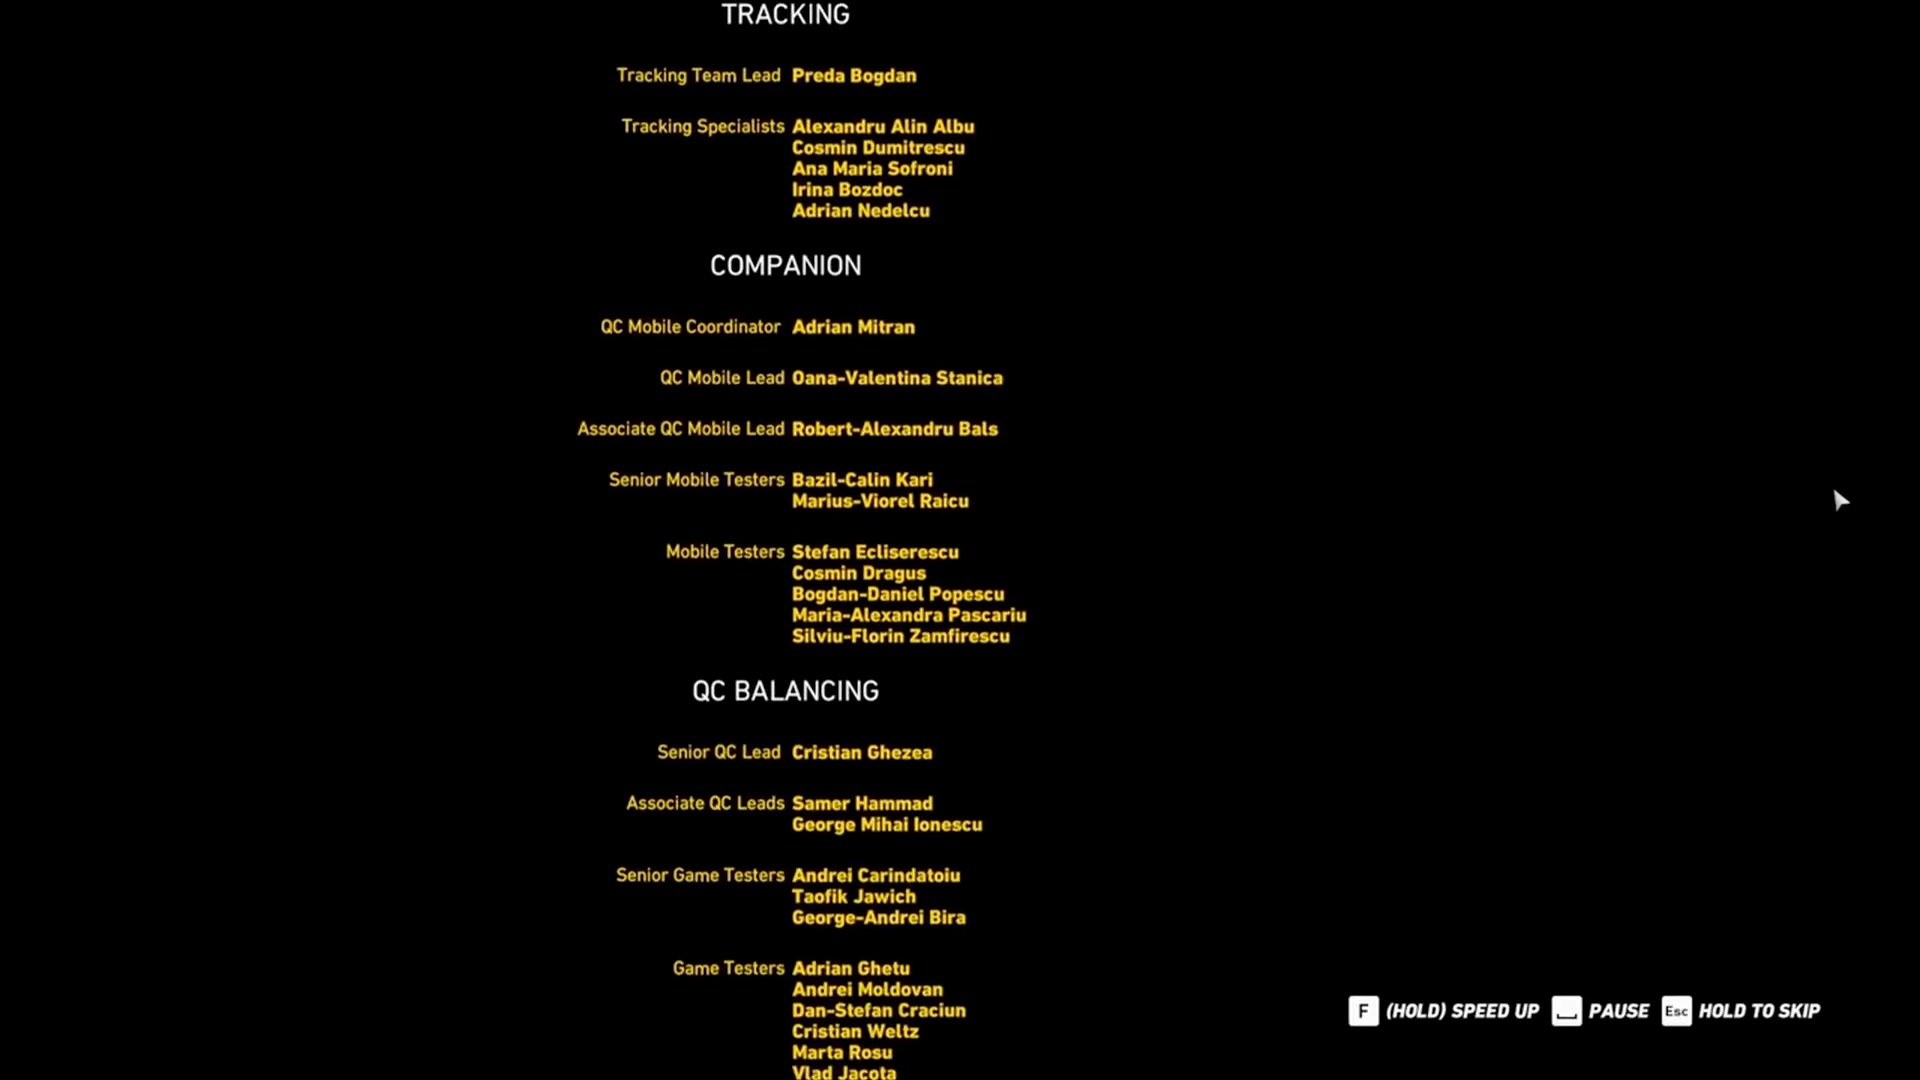 TRACKING
Tracking Team Lead Preda Bogdan
Tracking Specialists Alexandru Alin Albu
Cosmin Dumitrescu
Ana Maria Sofroni
Irina Bozdoc
Adrian Nedelcu
COMPANION
QC Mobile Coordinator Adrian Mitran
QC Mobile Lead Oana-Valentina Stanica
Associate QC Mobile Lead Robert-Alexandru Bals
Senior Mobile Testers Bazil-Calin Kari
Marius-Viorel Raicu
Mobile Testers Stefan Ecliserescu
Cosmin Dragus
Bogdan-Daniel Popescu
Maria-Alexandra Pascariu
Silviu-Florin Zamfirescu
QC BALANCING
Senior QC Lead Cristian Ghezea
Associate QC Leads Samer Hammad
George Mihai Ionescu
Senior Game Testers Andrei Carindatoiu
Taofik Jawich
George-Andrei Bira
Game Testers Adrian Ghetu
Andrei Moldovan
Dan-Stefan Craciun
Cristian Weltz
Marta Rosu
Vlad Jacota
F (HOLD) SPEED UP PAUSE Esc HOLD TO SKIP